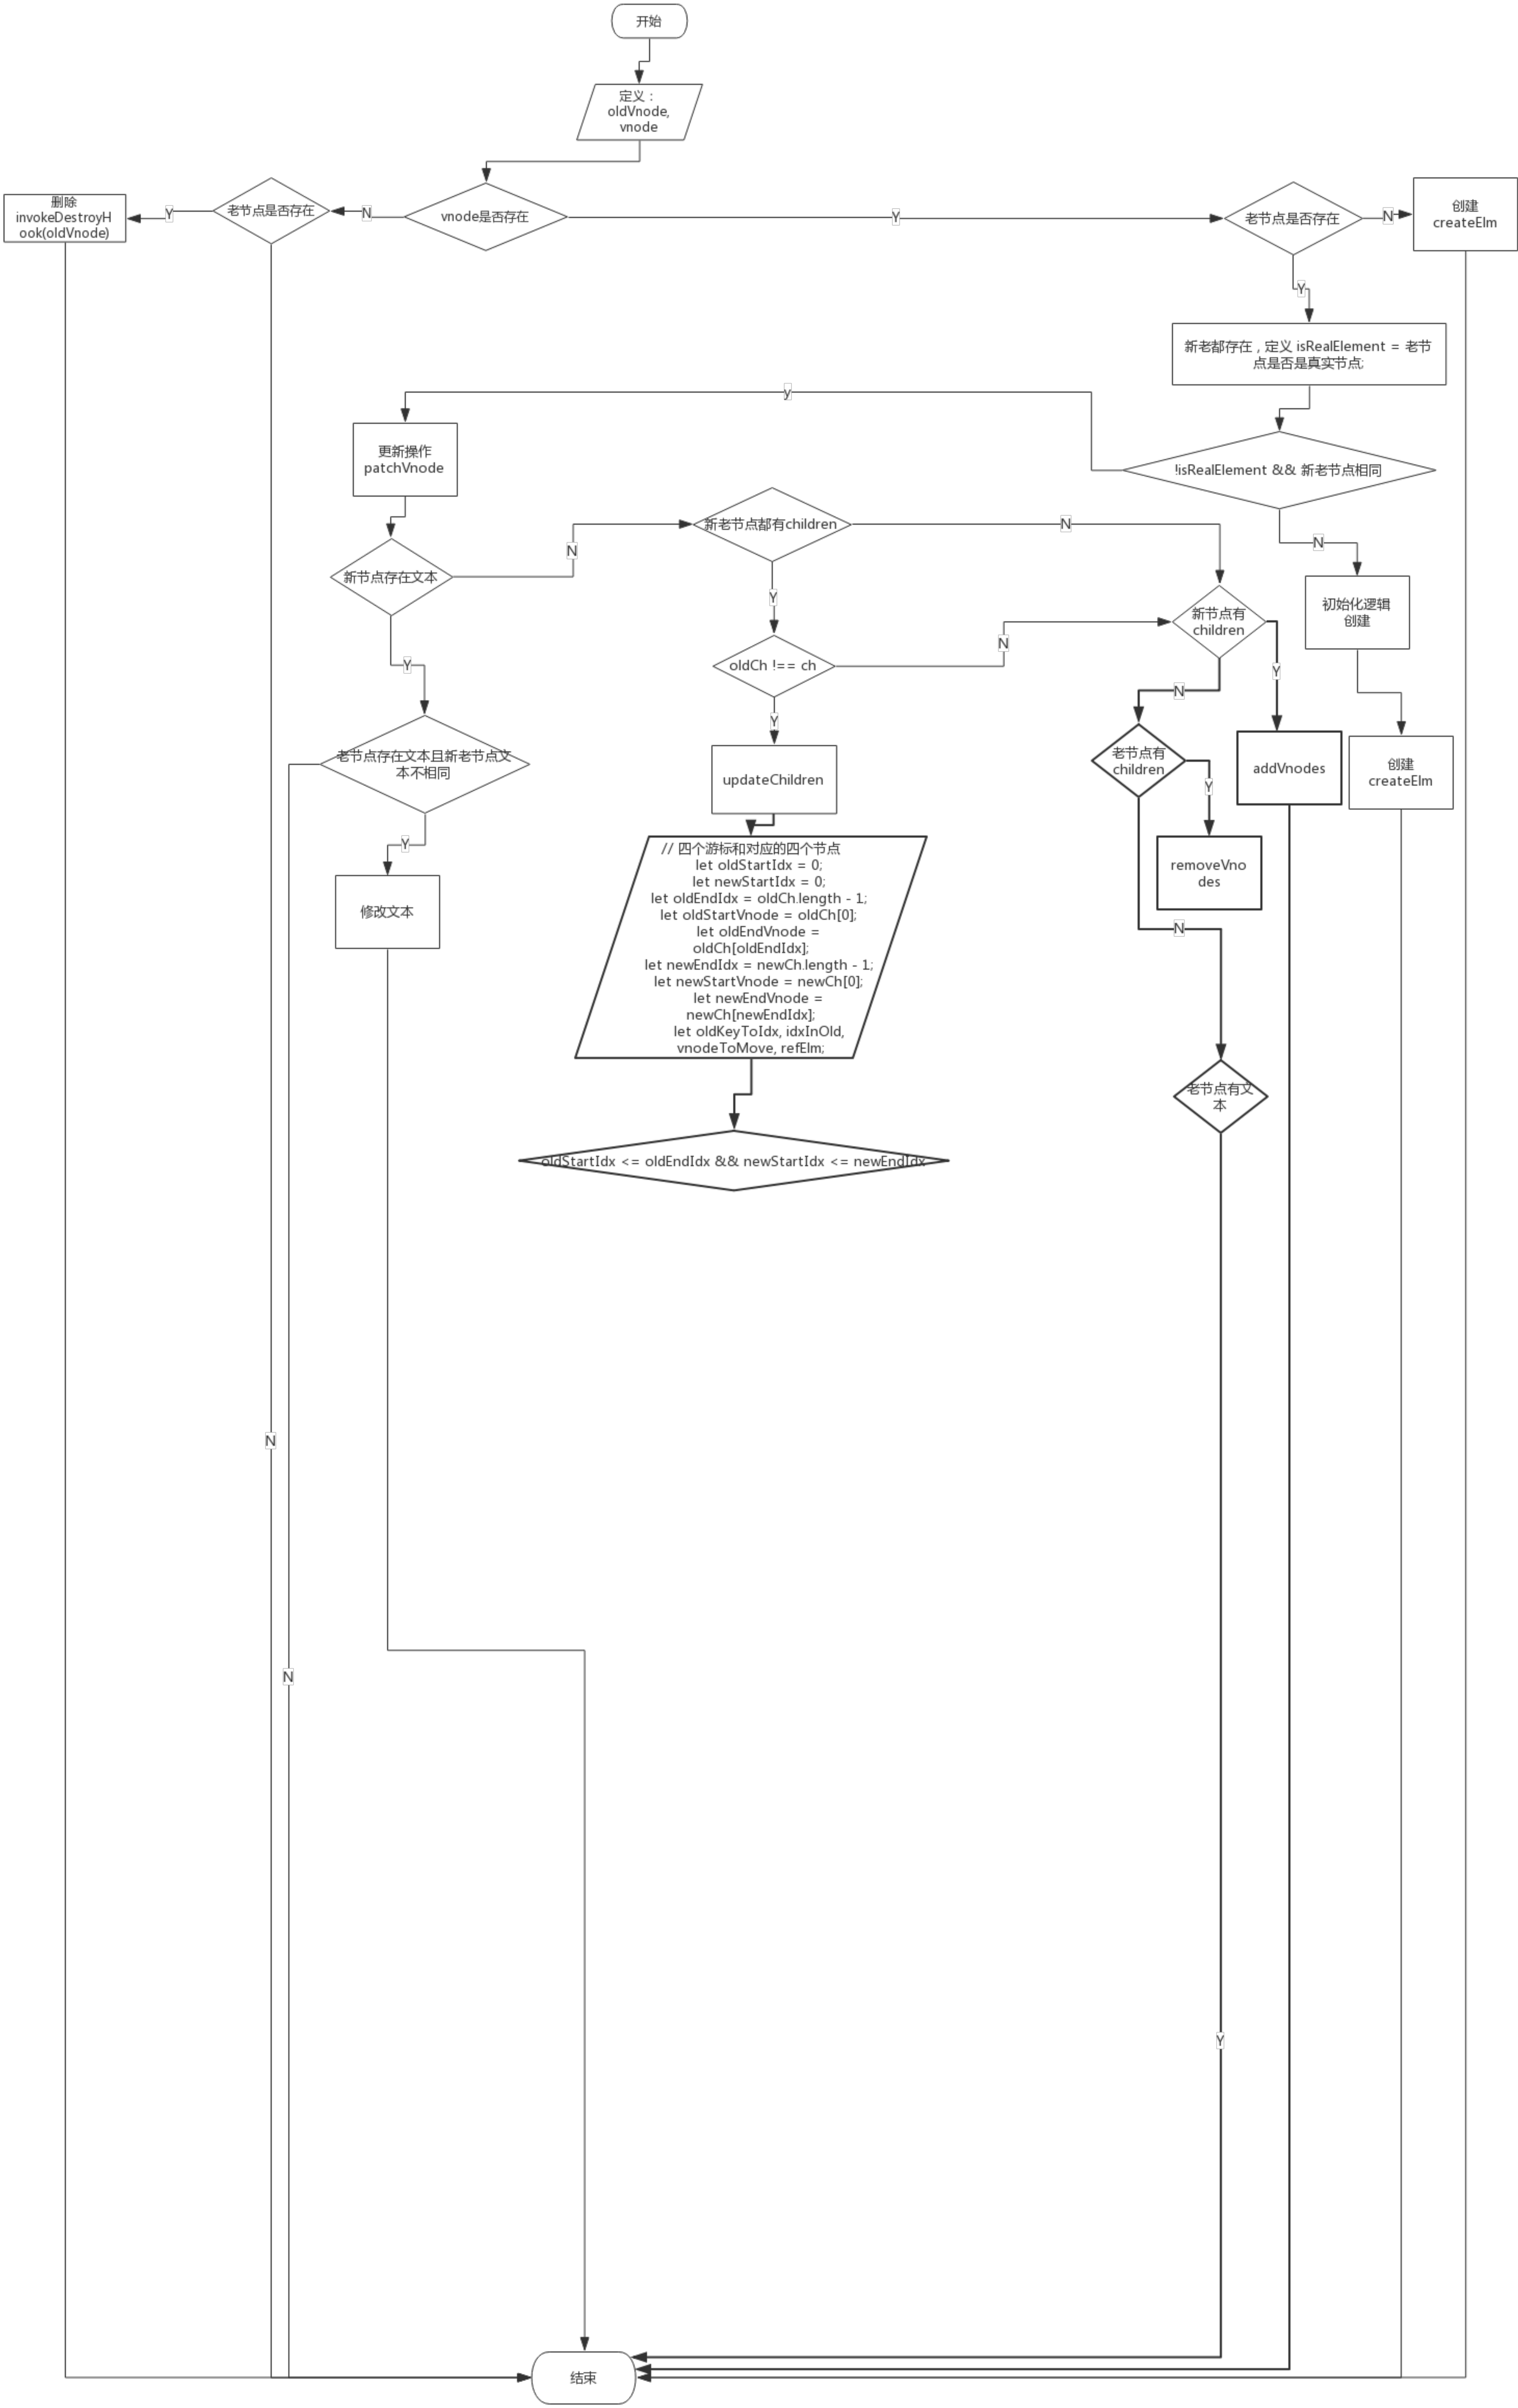 开始
定义：
oldVnode,
vnode
删除
invokeDestroyH
ook(oldVnode)
Y
老节点是否存在
N
vnode是否存在
Y
老节点是否存在
N
创建
createElm
Y
新老都存在，定义 isRealElement = 老节
点是否是真实节点;
y
更新操作
patchVnode
!isRealElement && 新老节点相同
新老节点都有children
N
N
N
新节点存在文本
Y
初始化逻辑
创建
新节点有
children
N
oldCh !== ch
Y
Y
N
Y
老节点存在文本且新老节点文
本不相同
updateChildren
老节点有
children
Y
addVnodes
创建
createElm
Y
// 四个游标和对应的四个节点
let oldStartIdx = 0;
let newStartIdx = 0;
let oldEndIdx = oldCh.length - 1;
let oldStartVnode = oldCh[0];
let oldEndVnode =
oldCh[oldEndIdx];
let newEndIdx = newCh.length - 1;
let newStartVnode = newCh[0];
let newEndVnode =
newCh[newEndIdx];
let oldKeyToIdx, idxInOld,
vnodeToMove, refElm;
removeVno
des
修改文本
N
老节点有文
本
oldStartIdx <= oldEndIdx && newStartIdx <= newEndIdx
N
N
Y
结束